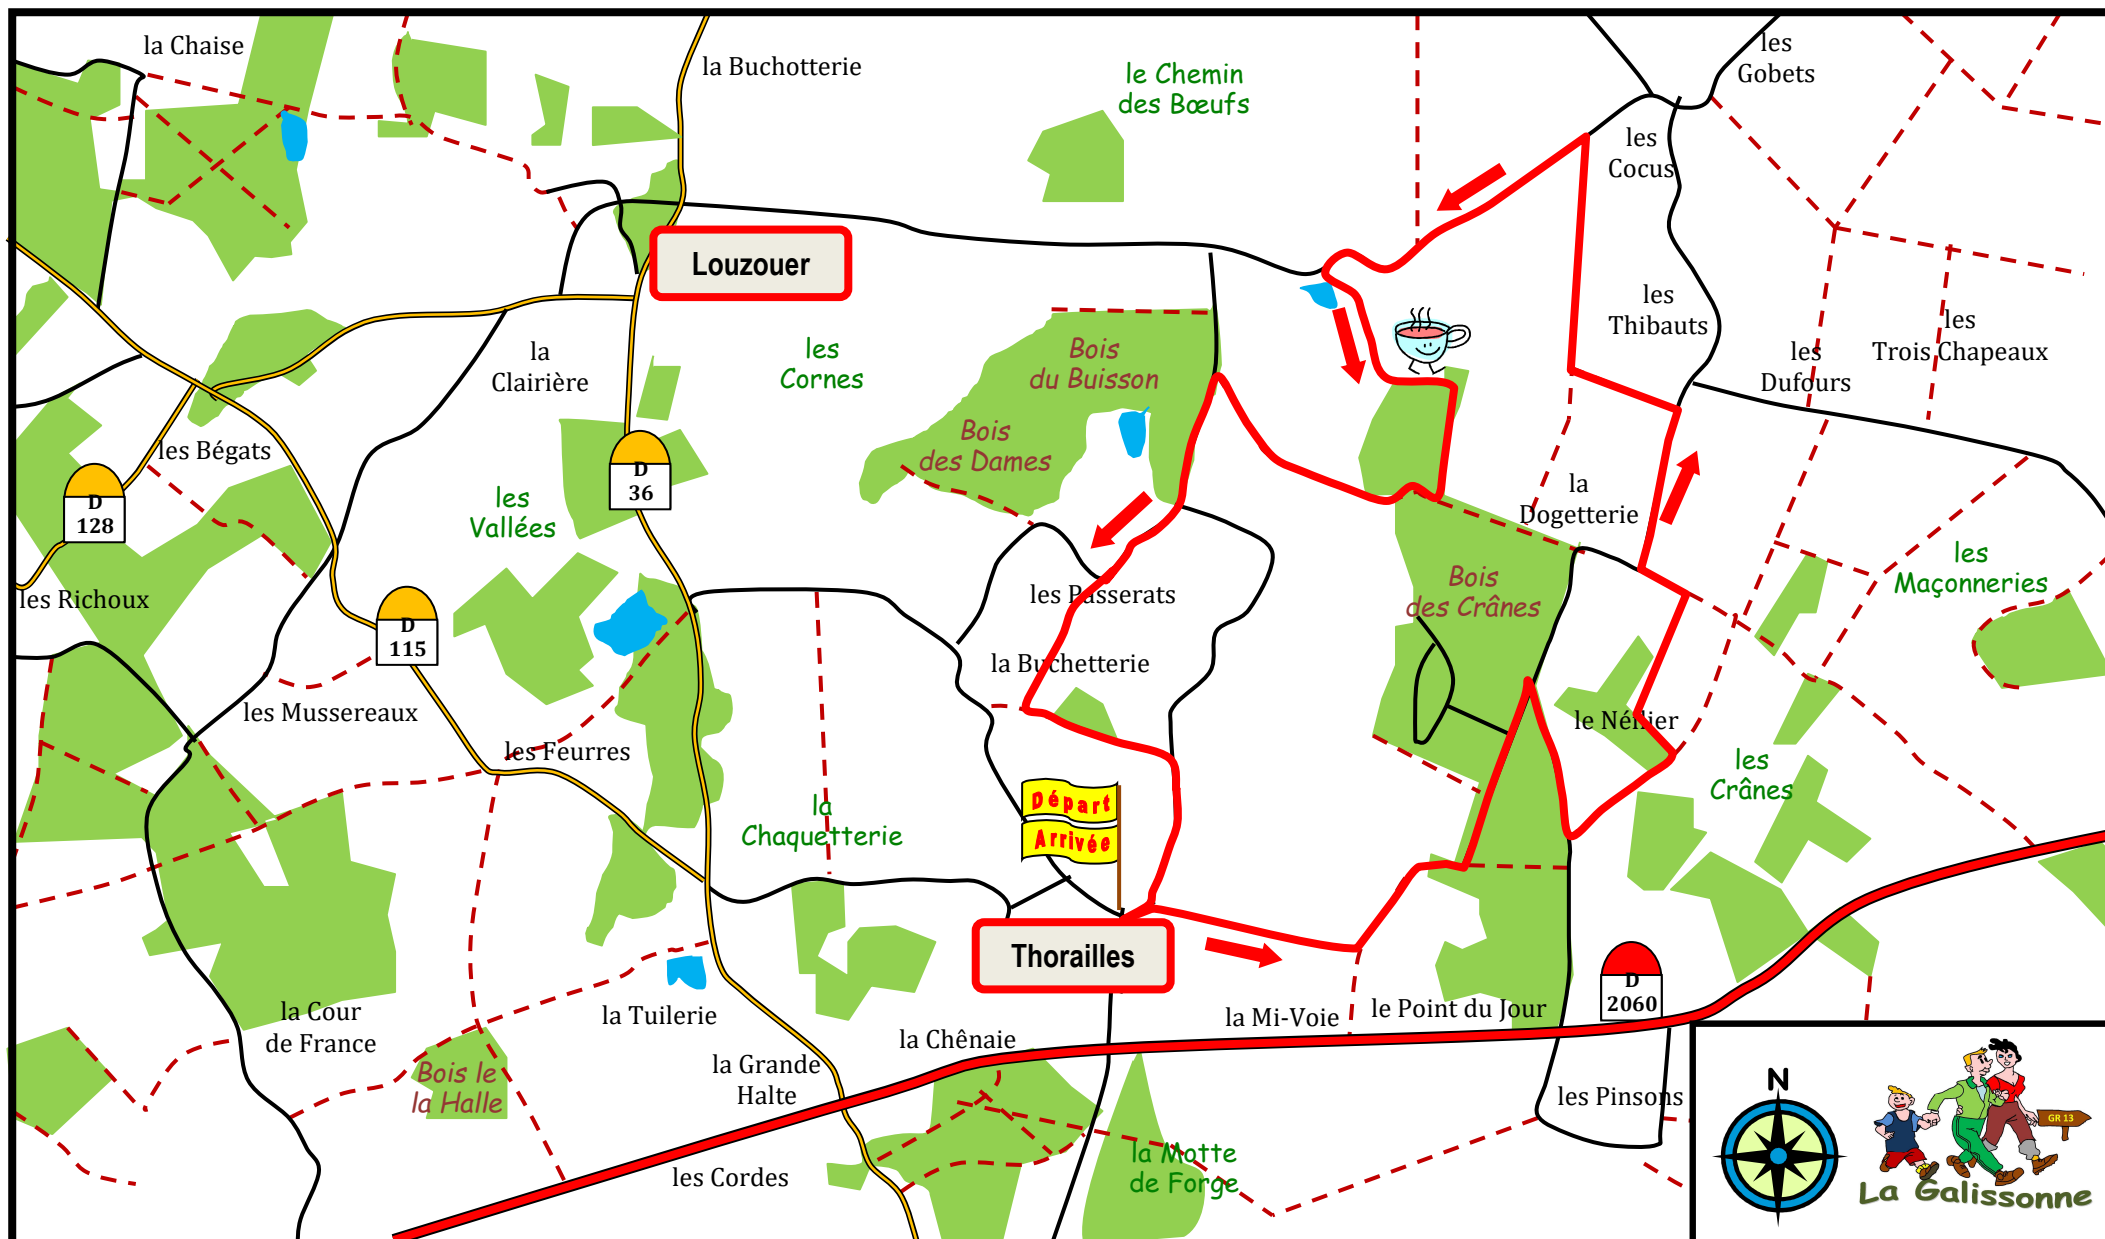 la Chaise
la Buchotterie
le Chemin
des Bœufs
les
Gobets
les
Cocus
Louzouer
les
Thibauts
les
Trois Chapeaux
les
Dufours
la
Clairière
les
Cornes
Bois
du Buisson
Bois
des Dames
les Bégats
D
128
D
36
les
Vallées
la
Dogetterie
les
Maçonneries
les Richoux
D
115
les Passerats
Bois
des Crânes
la Buchetterie
les Mussereaux
les Feurres
le Néflier
les
Crânes
la
Chaquetterie
Départ
Arrivée
Thorailles
D
2060
la Cour
de France
la Tuilerie
la Chênaie
la Mi-Voie
le Point du Jour
Bois le
la Halle
la Grande
Halte
les Pinsons
les Cordes
la Motte
de Forge
N
GR 13
La Galissonne